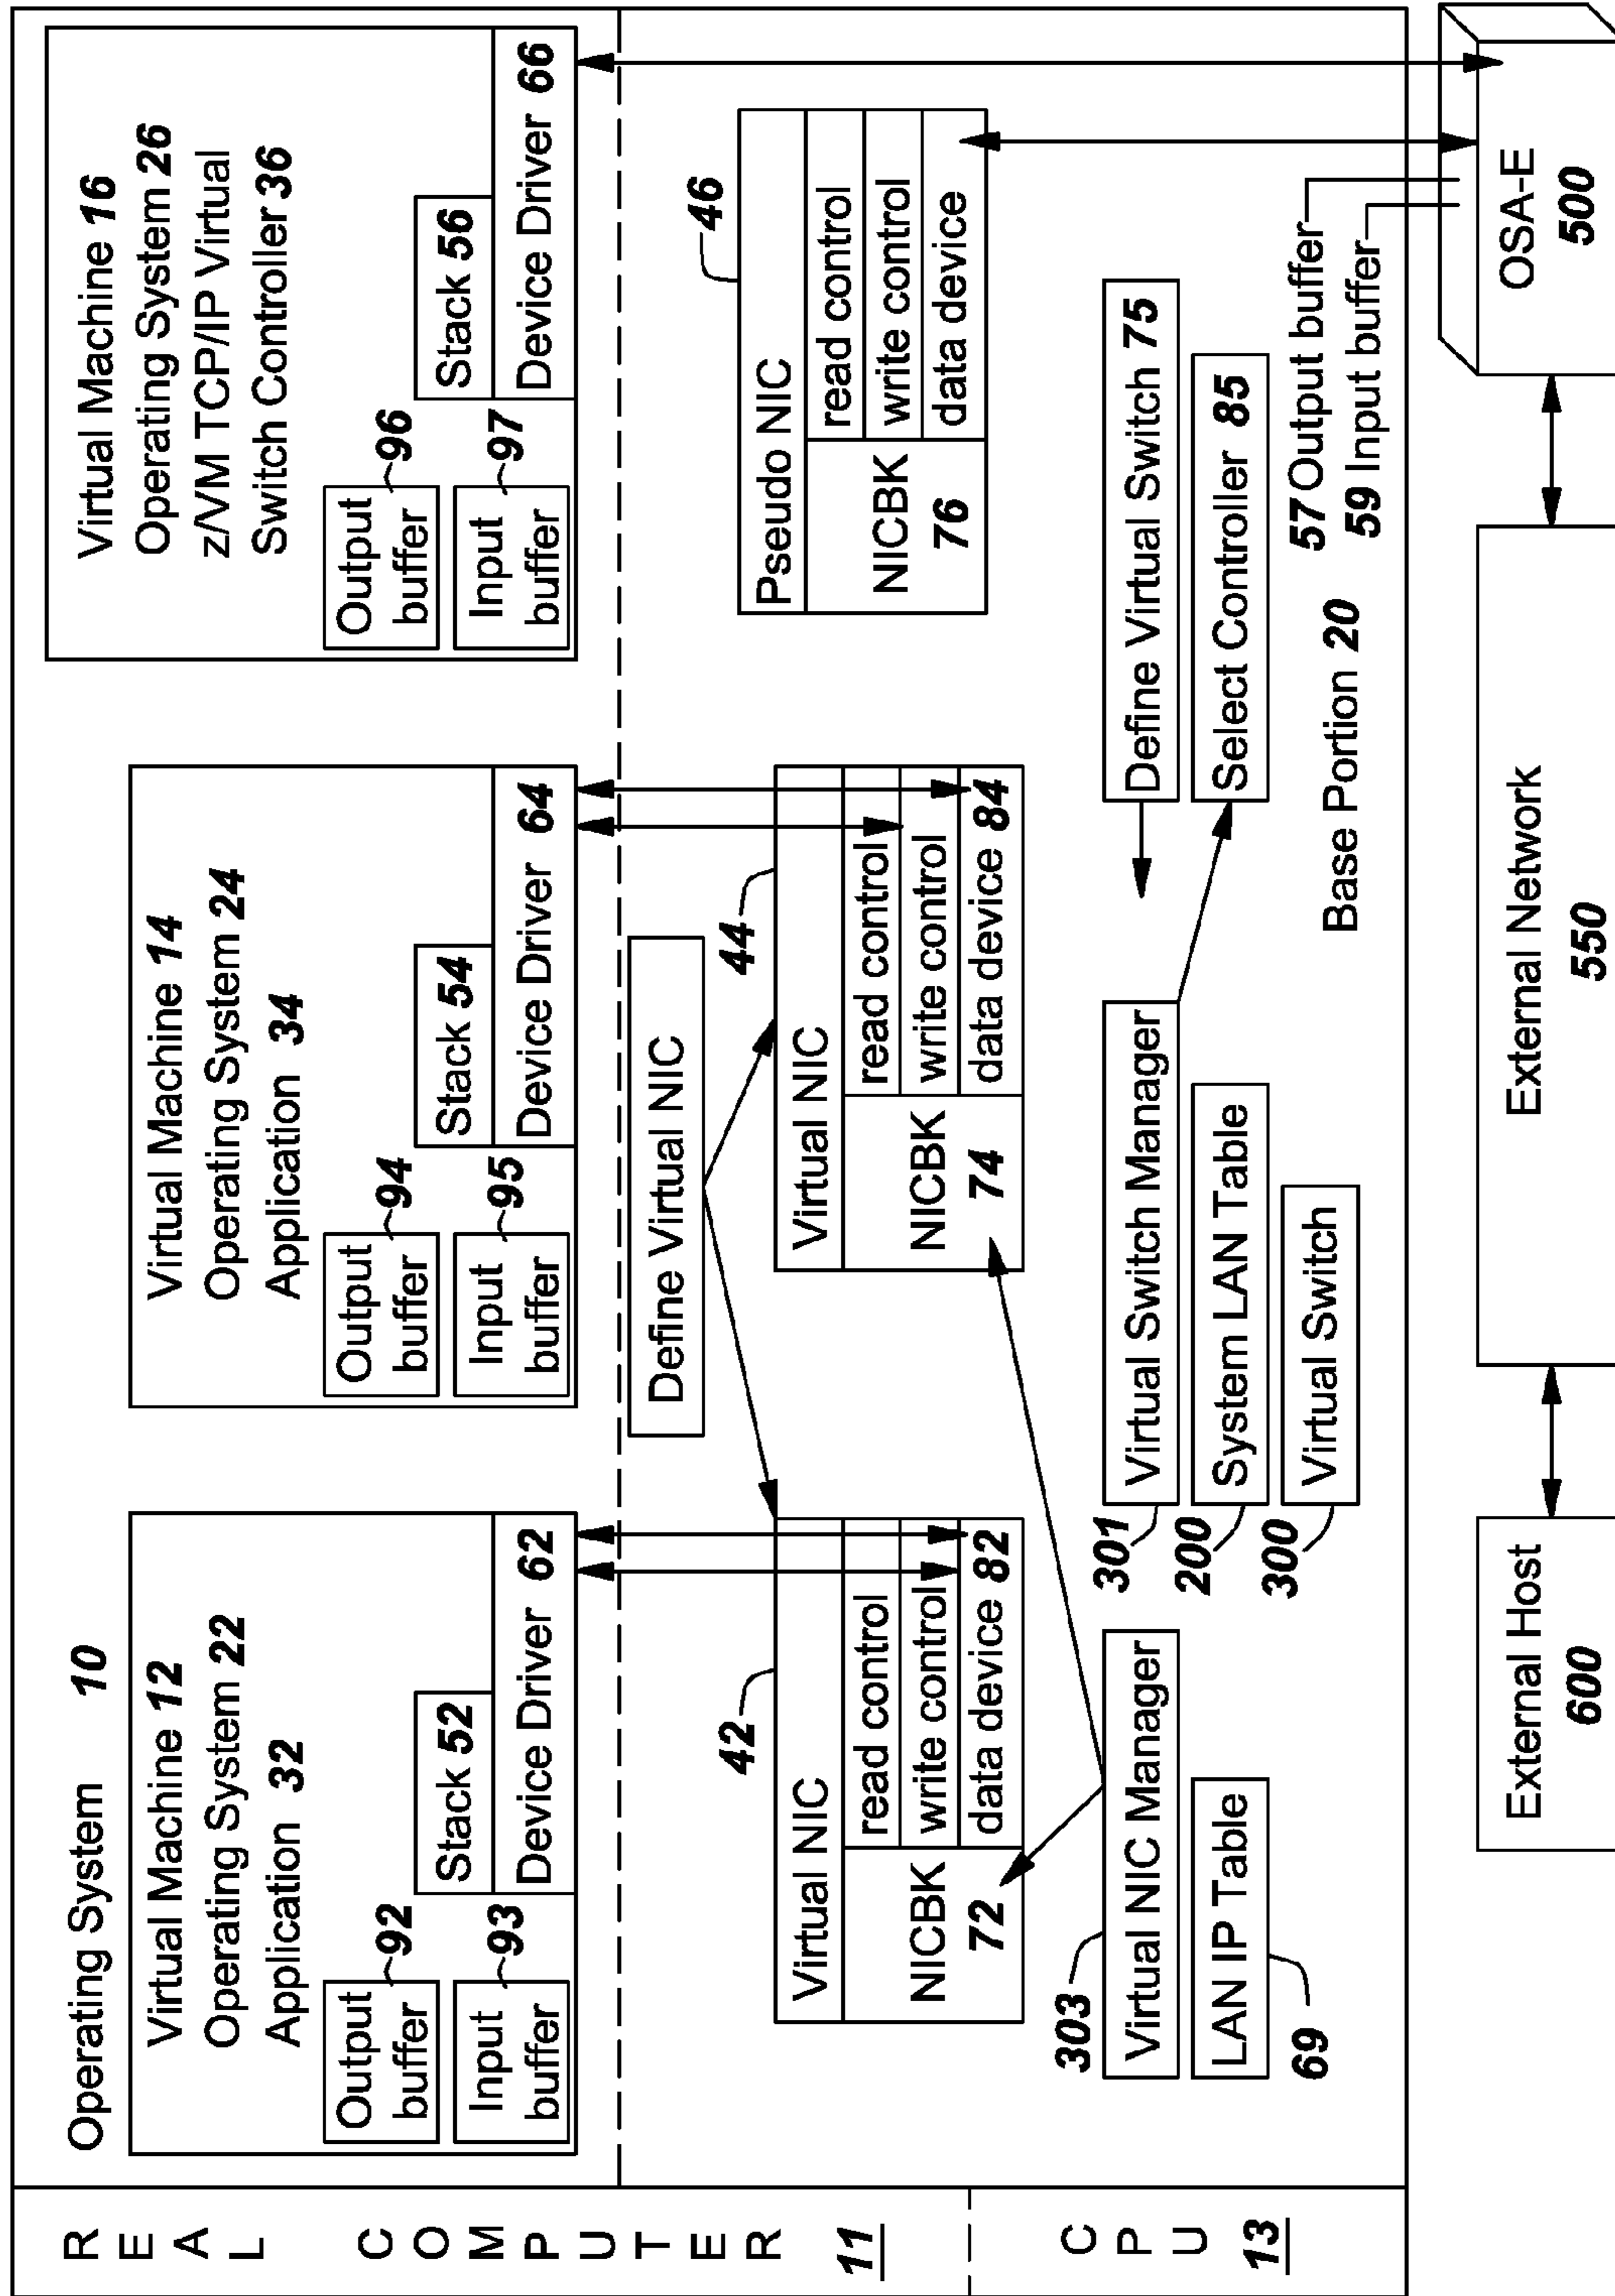 REAL COMPUTER
11
CPU
13
Operating System 10
Virtual Machine 12
Operating System 22
Application 32
Output
buffer
92
Input
buffer
93
Stack 52
Device Driver 62
Virtual Machine 14
Operating System 24
Application 34
Output
buffer
94
Input
buffer
95
Stack 54
Device Driver 64
Virtual Machine 16
Operating System 26
z/VM TCP/IP Virtual
Switch Controller 36
Output
buffer
96
Input
buffer
97
Stack 56
Device Driver 66
Define Virtual NIC
42
Virtual NIC
NICBK
72
read control
write control
data device 82
44
Virtual NIC
NICBK
74
read control
write control
data device 84
46
Pseudo NIC
NICBK
76
read control
write control
data device
303
Virtual NIC Manager
LAN IP Table
69
301
Virtual Switch Manager
200
System LAN Table
300
Virtual Switch
Define Virtual Switch 75
Select Controller 85
57 Output buffer
59 Input buffer
Base Portion 20
External Host
600
External Network
550
OSA-E
500